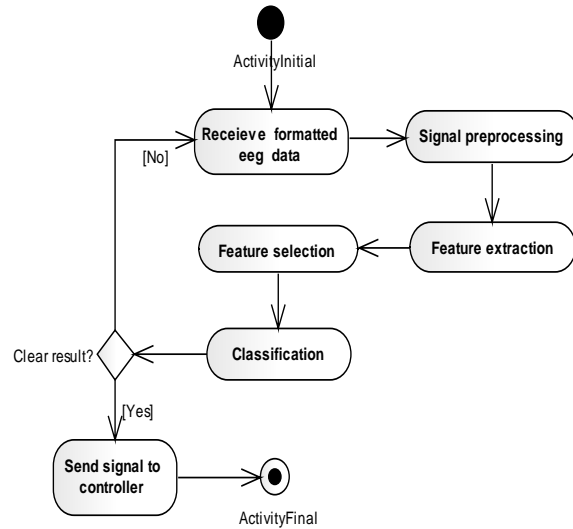 ActivityInitial
Receieve formatted
eeg data
Signal preprocessing
[No]
Feature selection
Feature extraction
Clear result?
Classification
[Yes]
Send signal to
controller
ActivityFinal